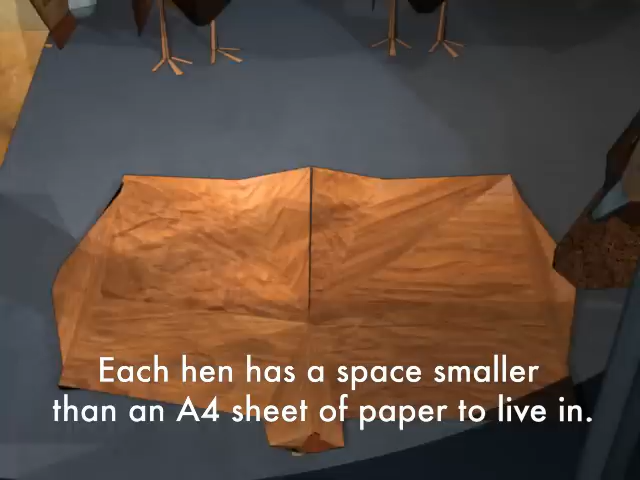 Each hen has a space smaller
than an A4 sheet of paper to live in.